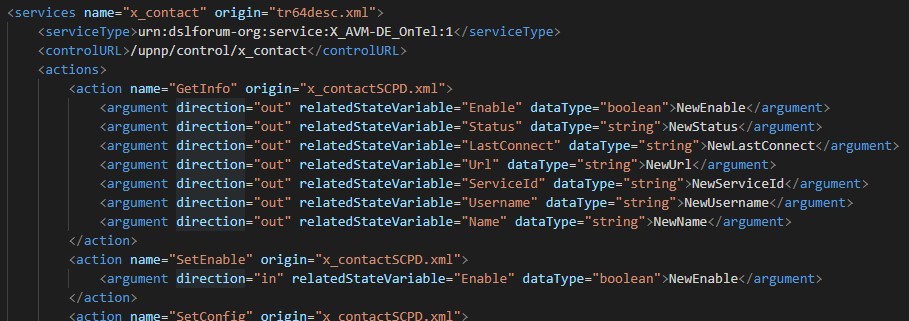 <services name="x_contact" origin="tr64desc.xml">
<serviceType>urn:dslforum-org:service:X_AVM-DE_OnTel:1</serviceType>
<controlURL>/upnp/control/x_contact</controlURL>
<actions>
<action name="GetInfo" origin="x_contactSCPD.xml">
<argument direction="out" relatedStateVariable="Enable" dataType="boolean">NewEnable</argument>
<argument direction="out" relatedStateVariable="Status" dataType="string">NewStatus</argument>
<argument direction="out" relatedStateVariable="LastConnect" dataType="string">NewLastConnect</argument>
<argument direction="out" relatedStateVariable="Url" dataType="string">NewUrl</argument>
<argument direction="out" relatedStateVariable="ServiceId" dataType="string">NewServiceId</argument>
<argument direction="out" relatedStateVariable="Username" dataType="string">NewUsername</argument>
<argument direction="out" relatedStateVariable="Name" dataType="string">NewName</argument>
</action>
<action name="SetEnable" origin="x_contactSCPD.xml">
<argument direction="in" relatedStateVariable="Enable" dataType="boolean">NewEnable</argument>
</action>
<action name="SetConfig" origin="x_contactSCPD.xml">